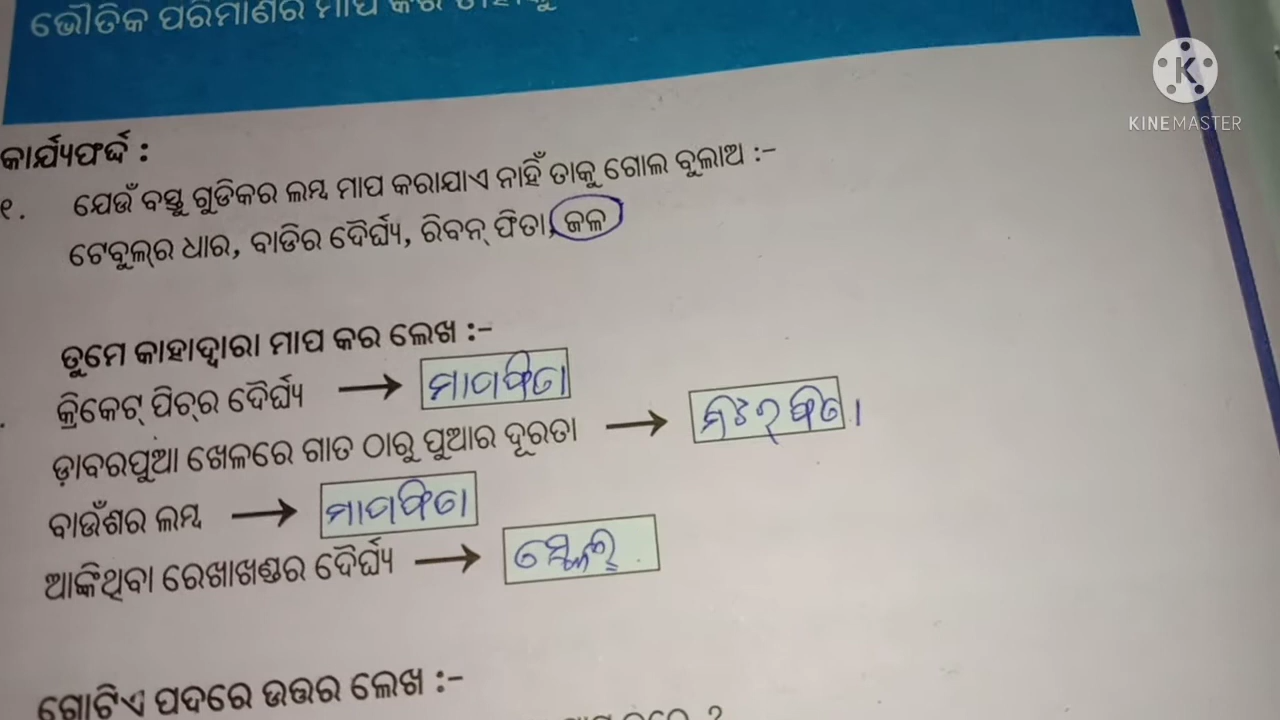 ଭୌତିକ ପରିମାଣର ମାପ
KINEMASTER
କାର୍ଯ୍ୟଫର୍ଦ୍ଦ :
୧. ଯେଉଁ ବସ୍ତୁ ଗୁଡିକର ଲମ୍ବ ମାପ କରାଯାଏ ନାହିଁ ତାକୁ ଗୋଲ ବୁଲାଅ :-
ଟେବୁଲ୍‌ର ଧାର, ବାଡିର ଦୈର୍ଘ୍ୟ, ରିବନ୍ ଫିତା, ଜଳ
ତୁମେ କାହାଦ୍ୱାରା ମାପ କର ଲେଖ :-
କ୍ରିକେଟ୍ ପିଚ୍‌ର ଦୈର୍ଘ୍ୟ → ମାପଫିତା
ଡ଼ାବରପୁଆ ଖେଳରେ ଗାତ ଠାରୁ ପୁଆର ଦୂରତା → ଫିତା
ବାଉଁଶର ଲମ୍ବ → ମାପଫିତା
ଆଙ୍କିଥିବା ରେଖାଖଣ୍ଡର ଦୈର୍ଘ୍ୟ → ସ୍କେଲ୍
ଗୋଟିଏ ପଦରେ ଉତ୍ତର ଲେଖ :-